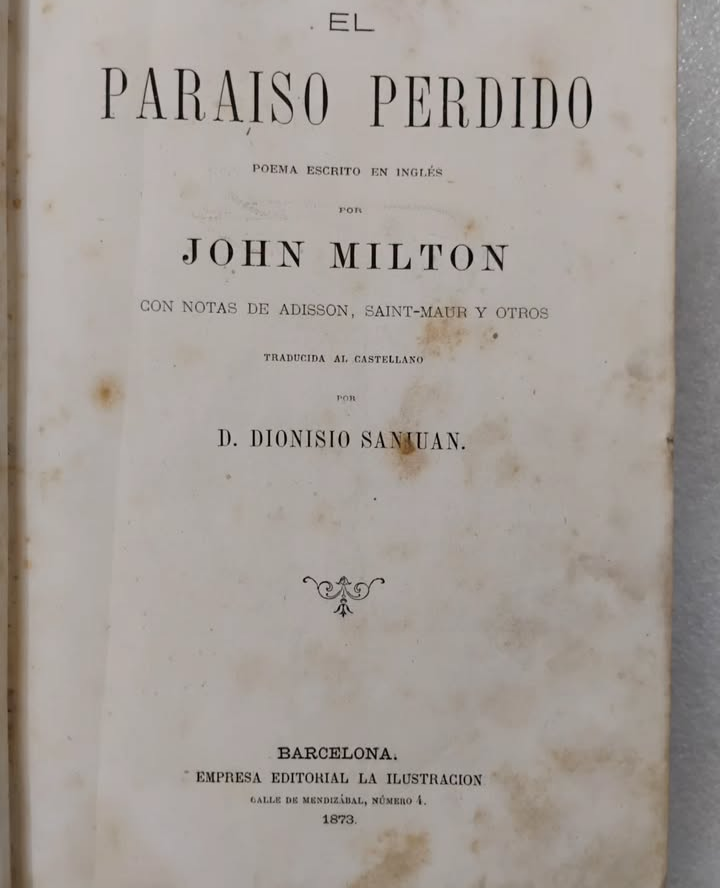 EL
PARAISO PERDIDO
POEMA ESCRITO EN INGLÉS
POR
JOHN MILTON
CON NOTAS DE ADISSON, SAINT-MAUR Y OTROS
TRADUCIDA AL CASTELLANO
POR
D. DIONISIO SANJUAN.
BARCELONA.
EMPRESA EDITORIAL LA ILUSTRACION
CALLE DE MENDIZÁBAL, NÚMERO 4.
1873.